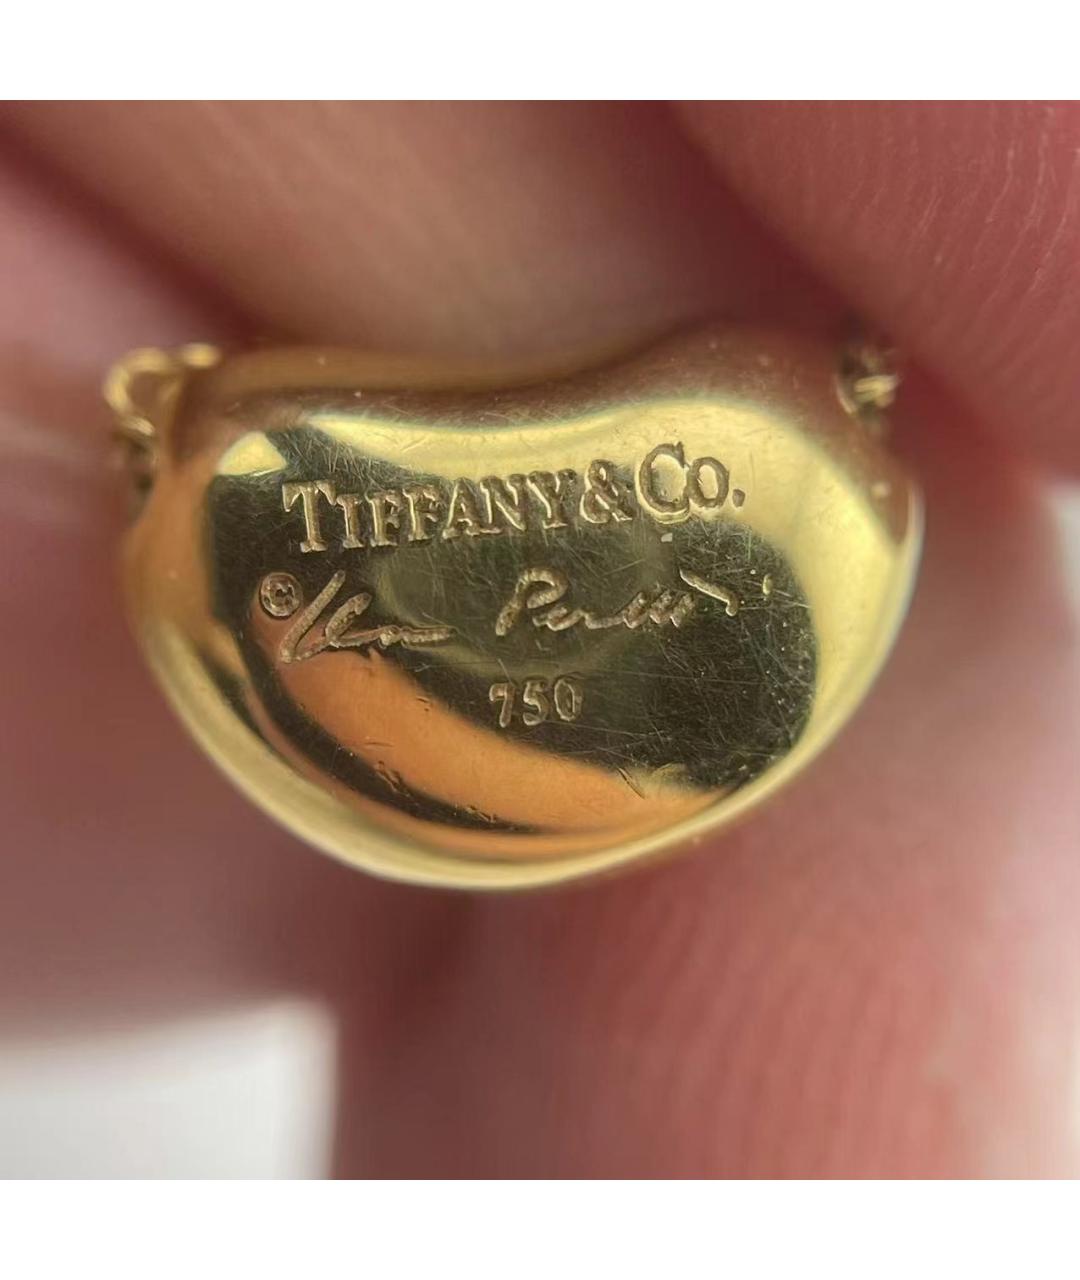 TIFFANY & CO.
© Elsa Peretti
750